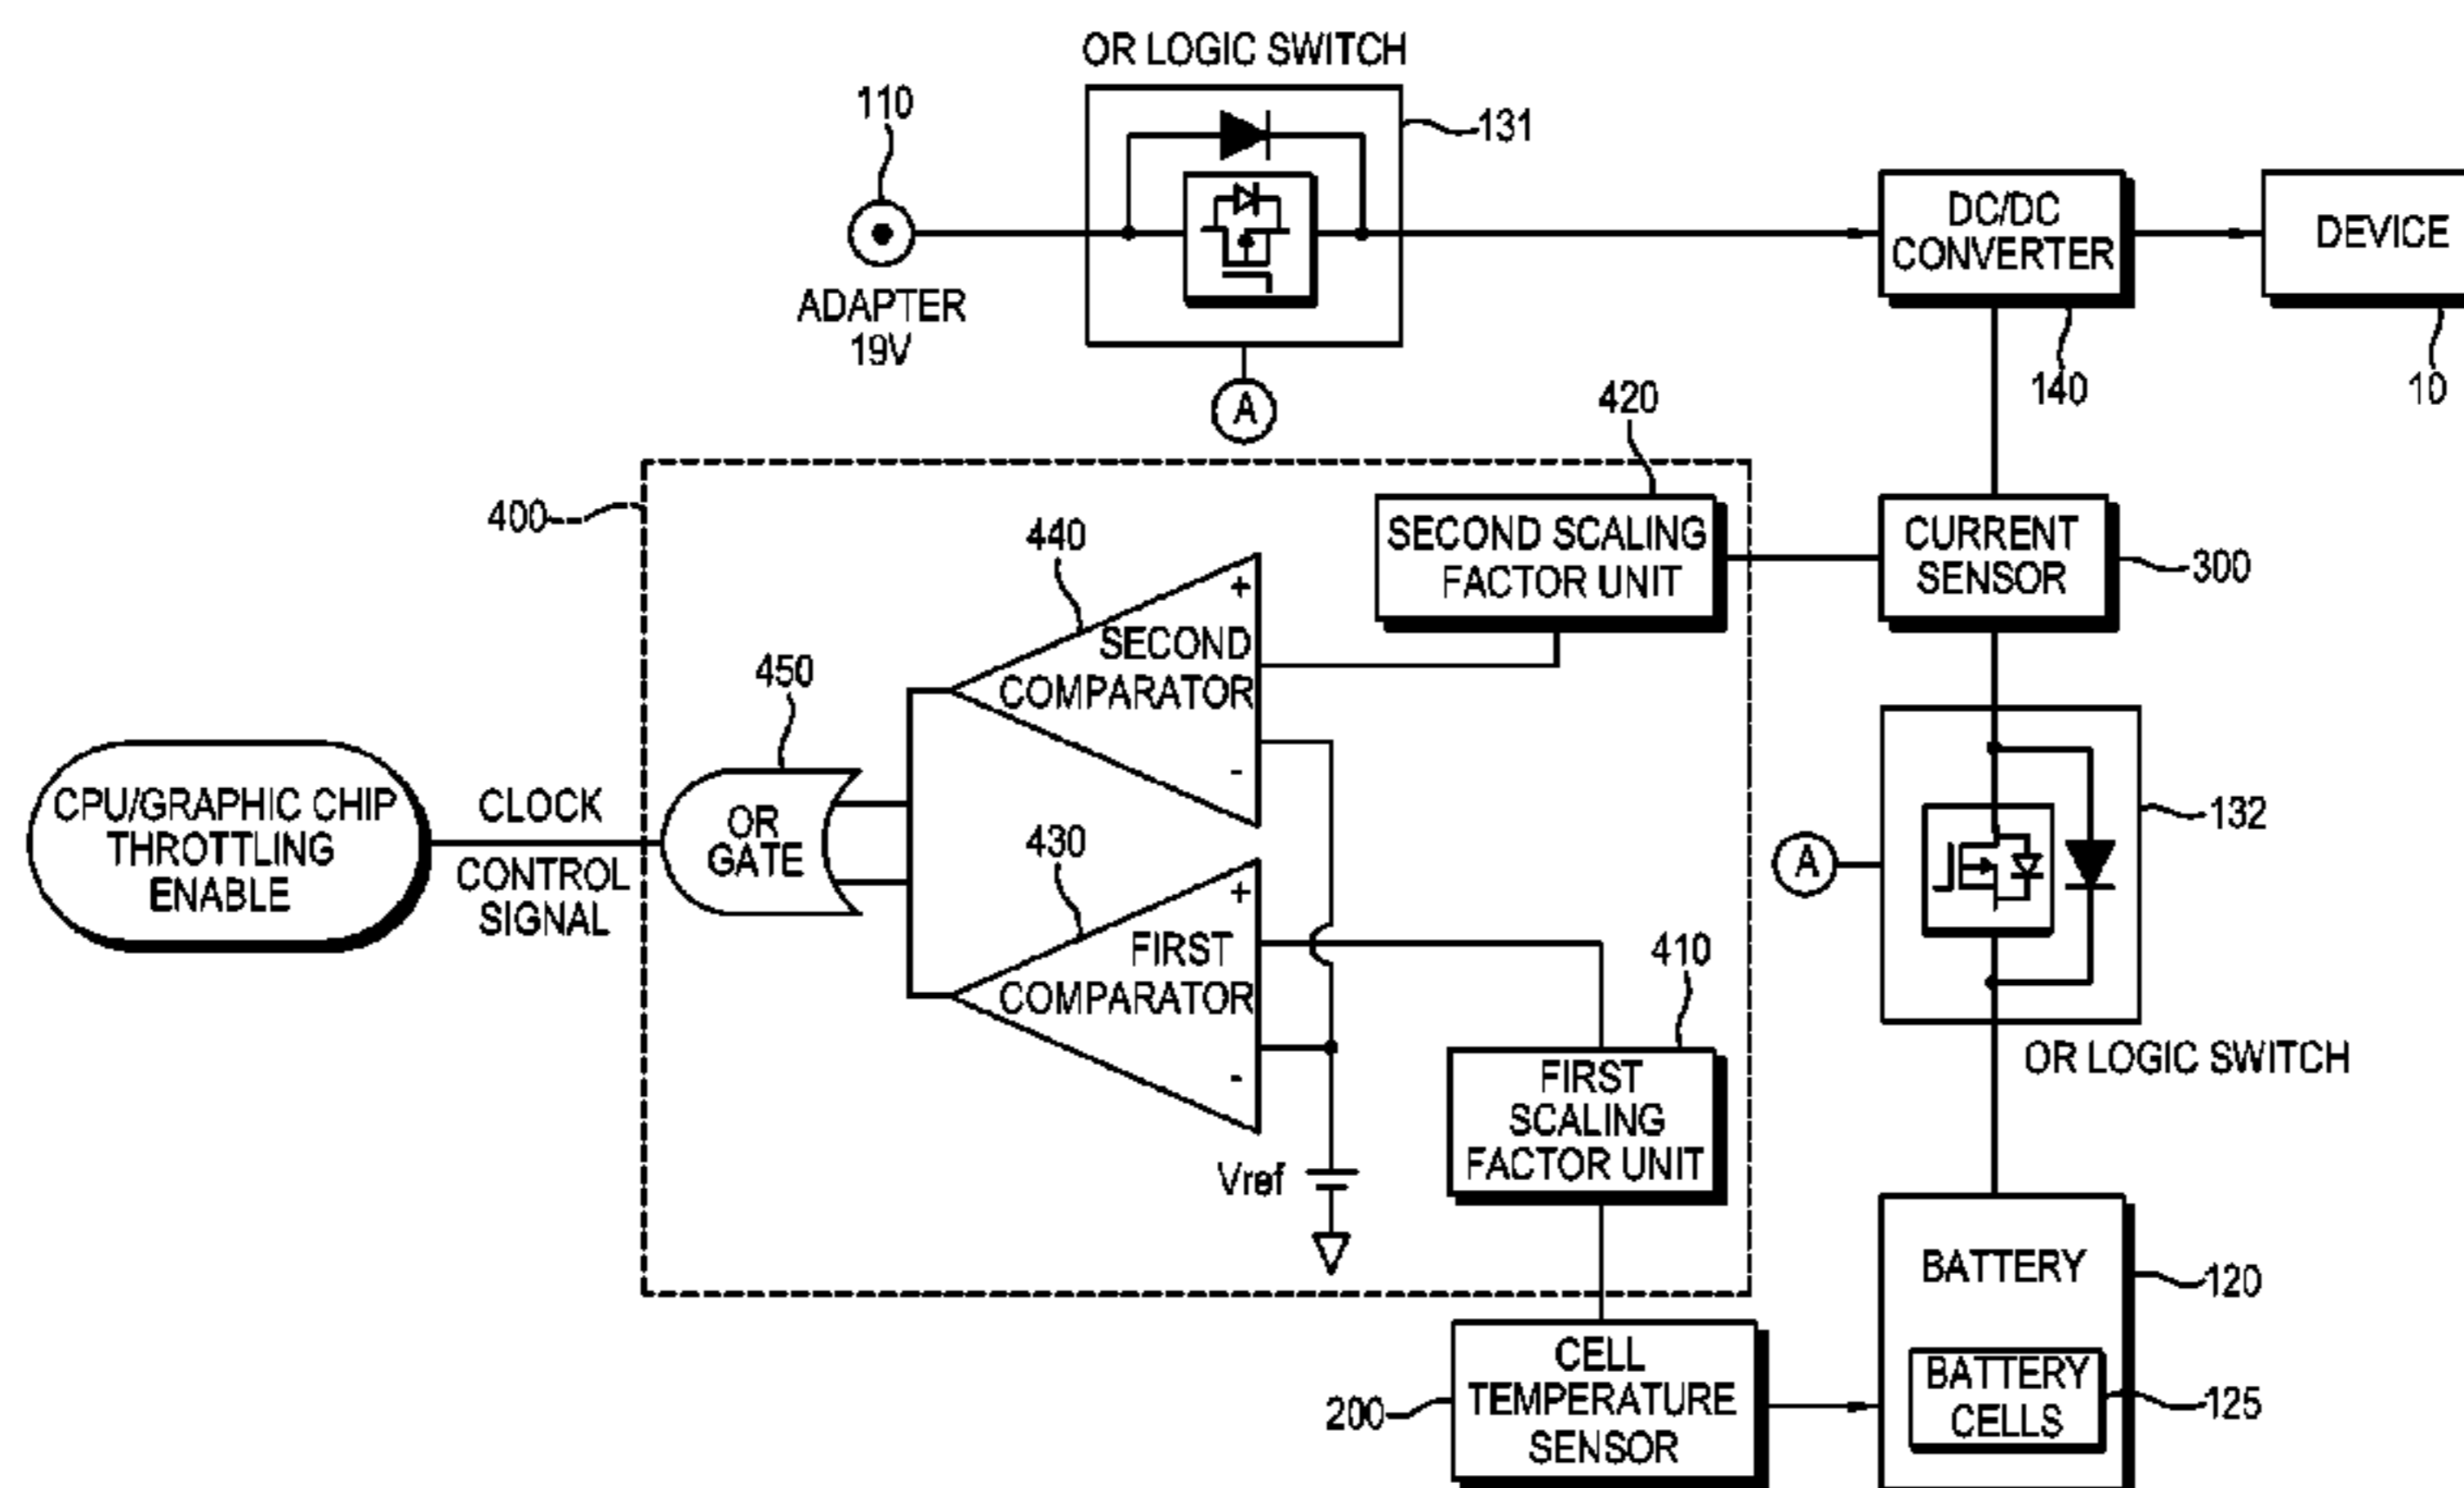 OR LOGIC SWITCH
110
131
ADAPTER
19V
A
DC/DC
CONVERTER
DEVICE
140
10
420
400
440
SECOND SCALING
FACTOR UNIT
CURRENT
SENSOR
300
+
SECOND
COMPARATOR
-
450
OR
GATE
CPU/GRAPHIC CHIP
THROTTLING
ENABLE
CLOCK
CONTROL
SIGNAL
430
+
FIRST
COMPARATOR
-
A
132
OR LOGIC SWITCH
410
FIRST
SCALING
FACTOR UNIT
Vref
BATTERY
120
BATTERY
CELLS
125
CELL
TEMPERATURE
SENSOR
200